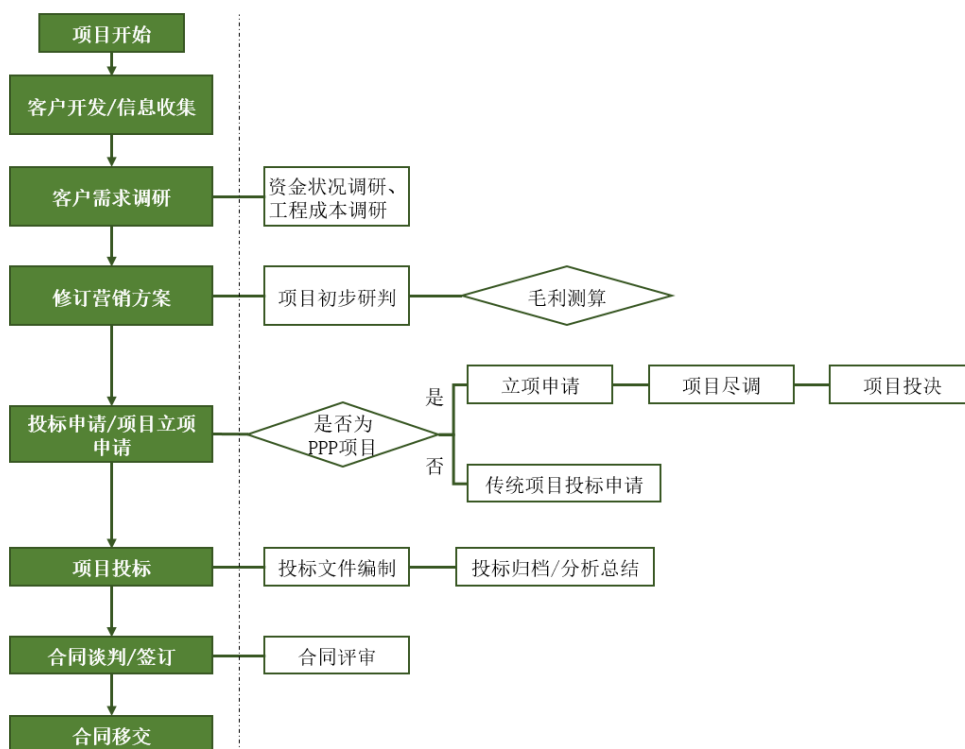 项目开始
客户开发/信息收集
客户需求调研
资金状况调研、
工程成本调研
修订营销方案
项目初步研判
毛利测算
投标申请/项目立项
申请
是否为
PPP项目
是
否
立项申请
项目尽调
项目投决
传统项目投标申请
项目投标
投标文件编制
投标归档/分析总结
合同谈判/签订
合同评审
合同移交